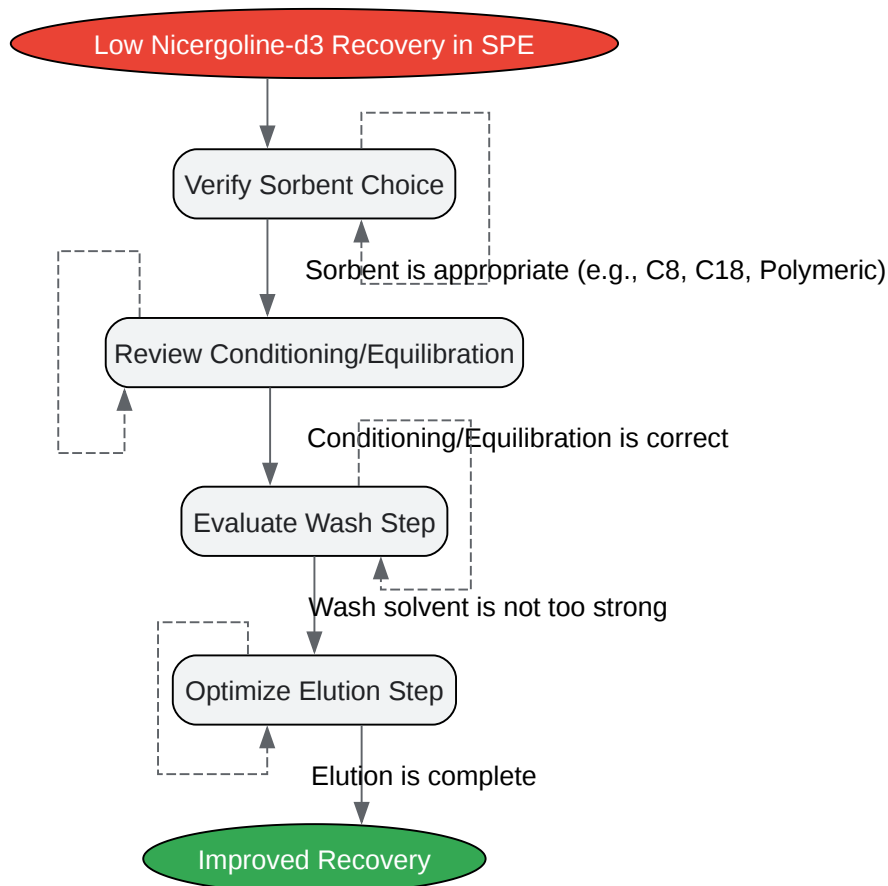 Low Nicergoline-d3 Recovery in SPE
Verify Sorbent Choice
Sorbent is appropriate (e.g., C8, C18, Polymeric)
Review Conditioning/Equilibration
Conditioning/Equilibration is correct
Evaluate Wash Step
Wash solvent is not too strong
Optimize Elution Step
Elution is complete
Improved Recovery